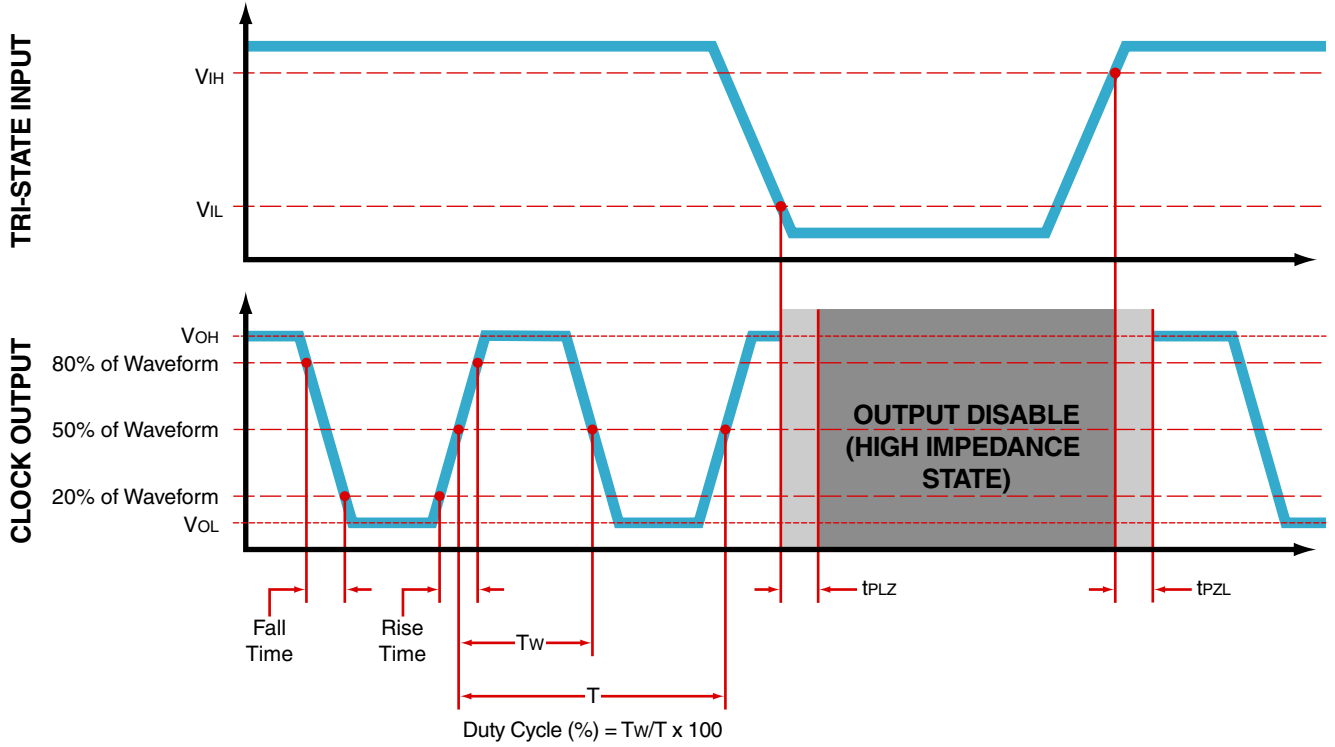 TRI-STATE INPUT
VIH
VIL
CLOCK OUTPUT
VOH
80% of Waveform
50% of Waveform
20% of Waveform
VOL
OUTPUT DISABLE
(HIGH IMPEDANCE
STATE)
tPLZ
tPZL
Fall
Time
Rise
Time
TW
T
Duty Cycle (%) = TW/T x 100